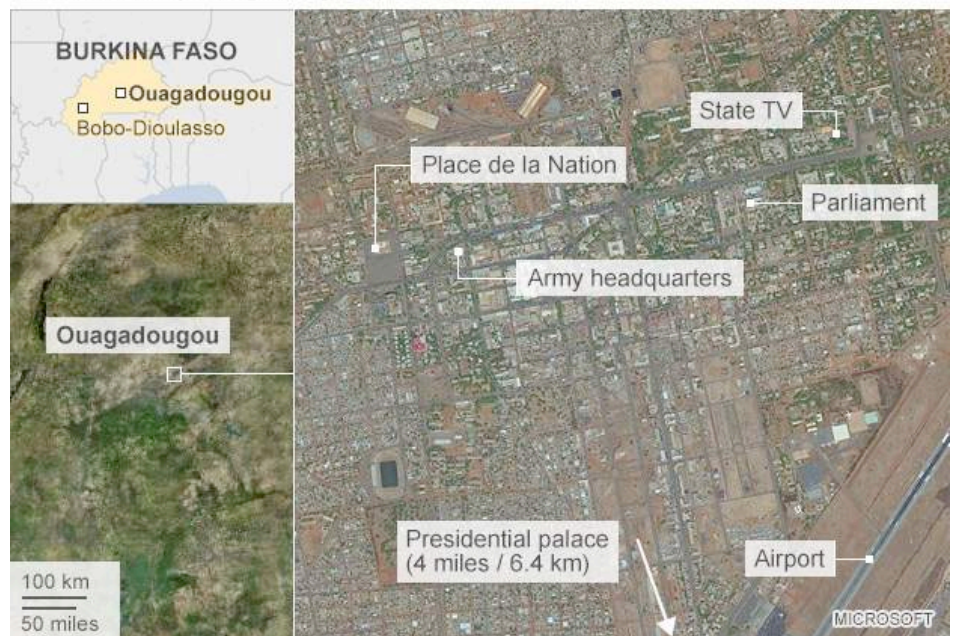 BURKINA FASO
Ouagadougou
Bobo-Dioulasso
Ouagadougou
100 km
50 miles
State TV
Place de la Nation
Parliament
Army headquarters
Presidential palace
(4 miles / 6.4 km)
Airport
MICROSOFT